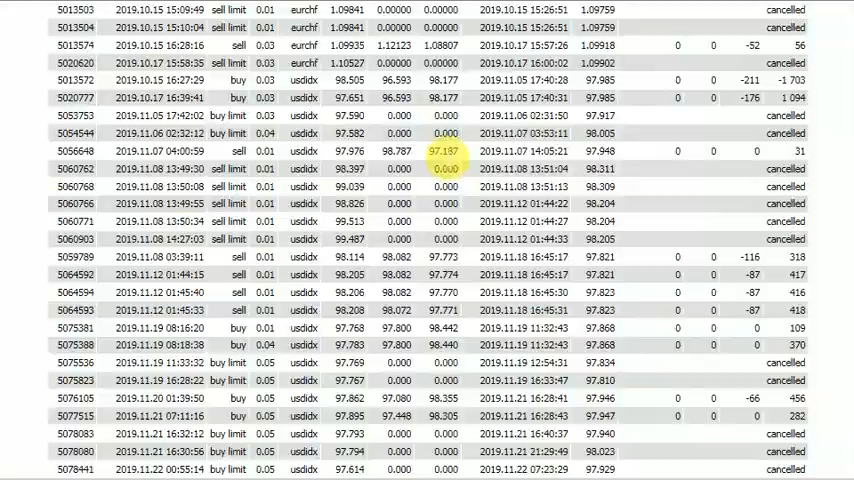 5013503 2019.10.15 15:09:49 sell limit 0.01 eurchf 1.09841 0.00000 0.00000 2019.10.15 15:26:51 1.09759 cancelled
5013504 2019.10.15 15:10:04 sell limit 0.01 eurchf 1.09841 0.00000 0.00000 2019.10.15 15:26:51 1.09759 cancelled
5013574 2019.10.15 16:28:16 sell 0.03 eurchf 1.09935 1.12123 1.08807 2019.10.17 15:57:26 1.09918 0 0 -52 56
5020620 2019.10.17 15:58:35 sell limit 0.03 eurchf 1.10527 0.00000 0.00000 2019.10.17 16:00:02 1.09902 cancelled
5013572 2019.10.15 16:27:29 buy 0.03 usdidx 98.505 96.593 98.177 2019.11.05 17:40:28 97.985 0 0 -211 -1 703
5020777 2019.10.17 16:39:41 buy 0.03 usdidx 97.651 96.593 98.177 2019.11.05 17:40:31 97.985 0 0 -176 1 094
5053753 2019.11.05 17:42:02 buy limit 0.03 usdidx 97.590 0.000 0.000 2019.11.06 02:31:50 97.917 cancelled
5054544 2019.11.06 02:32:12 buy limit 0.04 usdidx 97.582 0.000 0.000 2019.11.07 03:53:11 98.005 cancelled
5056648 2019.11.07 04:00:59 sell 0.01 usdidx 97.976 98.787 97.187 2019.11.07 14:05:21 97.948 0 0 0 31
5060762 2019.11.08 13:49:30 sell limit 0.01 usdidx 98.397 0.000 0.000 2019.11.08 13:51:04 98.311 cancelled
5060768 2019.11.08 13:50:08 sell limit 0.01 usdidx 99.039 0.000 0.000 2019.11.08 13:51:13 98.309 cancelled
5060766 2019.11.08 13:49:55 sell limit 0.01 usdidx 98.826 0.000 0.000 2019.11.12 01:44:22 98.204 cancelled
5060771 2019.11.08 13:50:34 sell limit 0.01 usdidx 99.513 0.000 0.000 2019.11.12 01:44:27 98.204 cancelled
5060903 2019.11.08 14:27:03 sell limit 0.01 usdidx 99.487 0.000 0.000 2019.11.12 01:44:33 98.205 cancelled
5059789 2019.11.08 03:39:11 sell 0.01 usdidx 98.114 98.082 97.773 2019.11.18 16:45:17 97.821 0 0 -116 318
5064592 2019.11.12 01:44:15 sell 0.01 usdidx 98.205 98.082 97.774 2019.11.18 16:45:17 97.821 0 0 -87 417
5064594 2019.11.12 01:45:40 sell 0.01 usdidx 98.206 98.082 97.770 2019.11.18 16:45:30 97.823 0 0 -87 416
5064593 2019.11.12 01:45:33 sell 0.01 usdidx 98.208 98.072 97.771 2019.11.18 16:45:31 97.823 0 0 -87 418
5075381 2019.11.19 08:16:20 buy 0.01 usdidx 97.768 97.800 98.442 2019.11.19 11:32:43 97.868 0 0 0 109
5075388 2019.11.19 08:18:38 buy 0.04 usdidx 97.783 97.800 98.440 2019.11.19 11:32:43 97.868 0 0 0 370
5075536 2019.11.19 11:33:32 buy limit 0.05 usdidx 97.769 0.000 0.000 2019.11.19 12:54:31 97.834 cancelled
5075823 2019.11.19 16:28:22 buy limit 0.05 usdidx 97.767 0.000 0.000 2019.11.19 16:33:47 97.810 cancelled
5076105 2019.11.20 01:39:50 buy 0.05 usdidx 97.862 97.080 98.355 2019.11.21 16:28:41 97.946 0 0 -66 456
5077515 2019.11.21 07:11:16 buy 0.05 usdidx 97.895 97.448 98.305 2019.11.21 16:28:43 97.947 0 0 0 282
5078083 2019.11.21 16:32:12 buy limit 0.05 usdidx 97.793 0.000 0.000 2019.11.21 16:40:37 97.940 cancelled
5078080 2019.11.21 16:30:56 buy limit 0.05 usdidx 97.794 0.000 0.000 2019.11.21 21:29:49 98.023 cancelled
5078441 2019.11.22 00:55:14 buy limit 0.05 usdidx 97.614 0.000 0.000 2019.11.22 07:23:29 97.929 cancelled